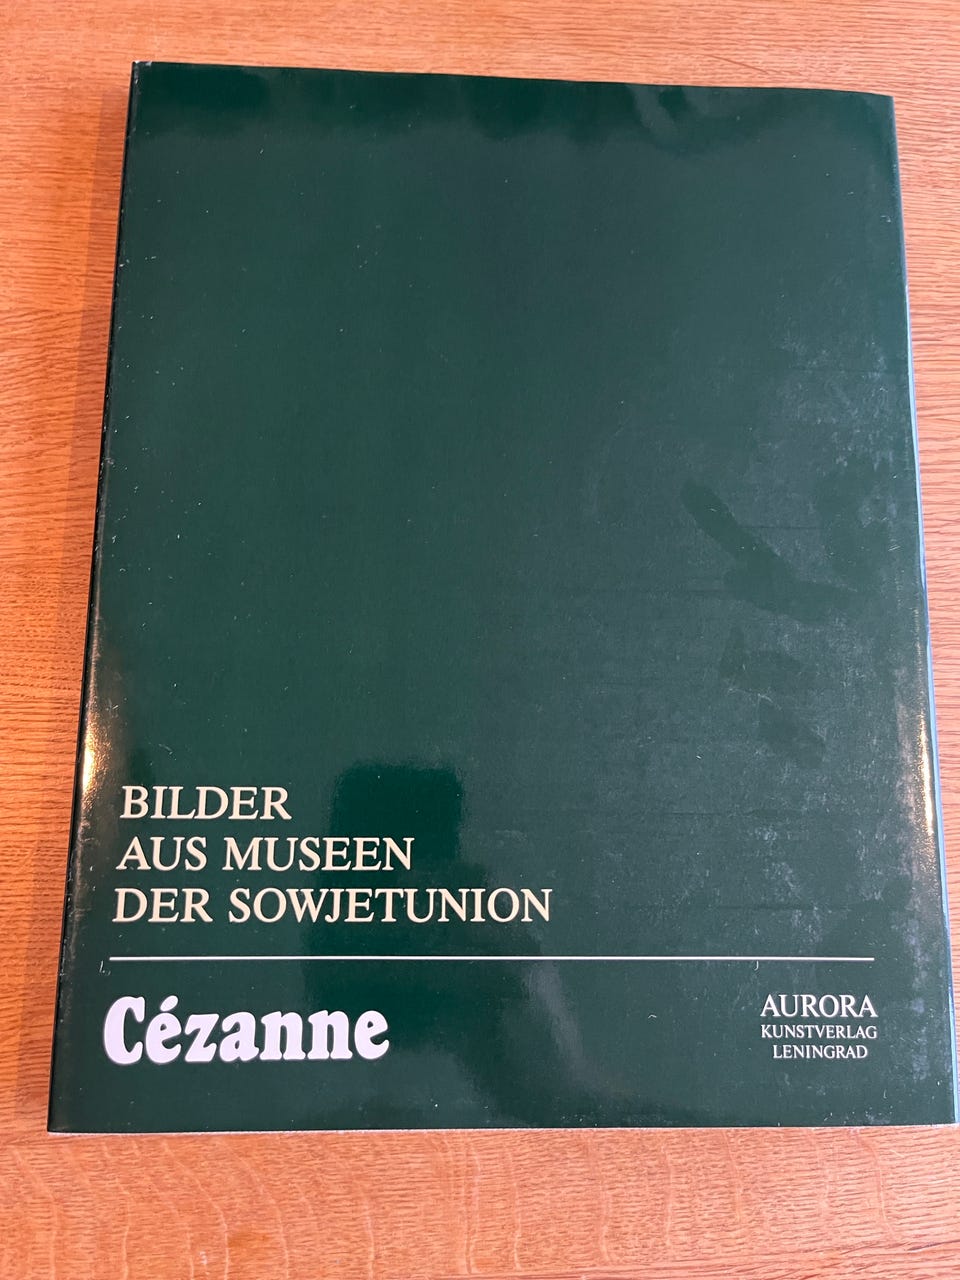 BILDER
AUS MUSEEN
DER SOWJETUNION
Cézanne
AURORA
KUNSTVERLAG
LENINGRAD